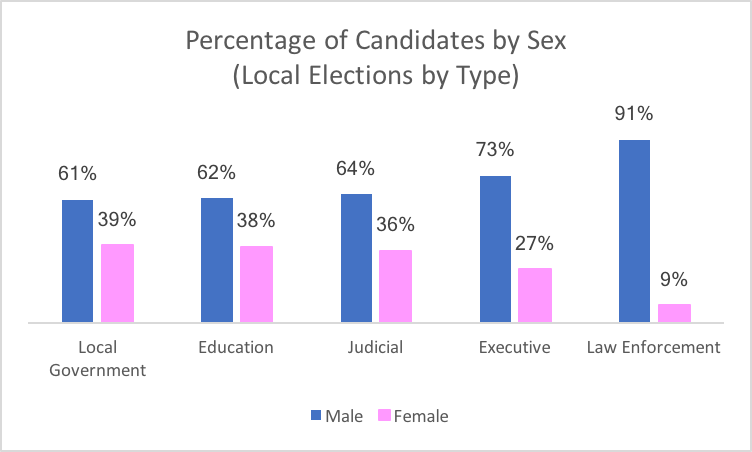 Percentage of Candidates by Sex
(Local Elections by Type)
61%
39%
62%
38%
64%
36%
73%
27%
91%
9%
Local
Government
Education
Judicial
Executive
Law Enforcement
Male
Female